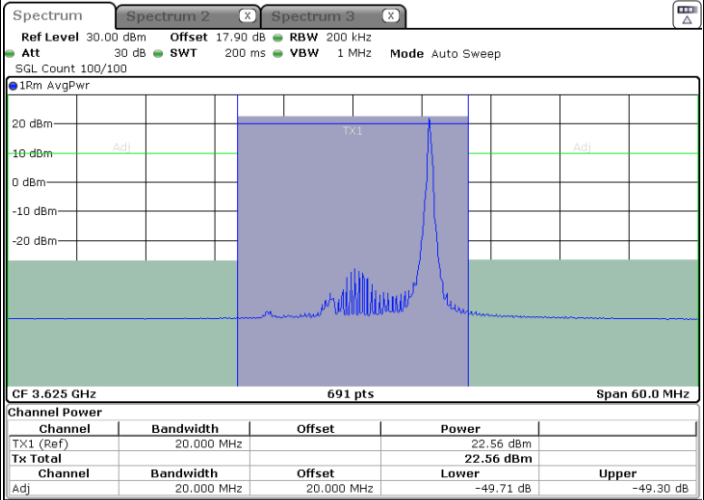 Spectrum Spectrum 2 X Spectrum 3 X
Ref Level 30.00 dBm Offset 17.90 dB RBW 200 kHz
Att 30 dB SWT 200 ms VBW 1 MHz Mode Auto Sweep
SGL Count 100/100
1Rm AvgPwr
20 dBm
TX1
Adj Adj
10 dBm
0 dBm
-10 dBm
-20 dBm
CF 3.625 GHz 691 pts Span 60.0 MHz
Channel Power
Channel Bandwidth Offset Power
TX1 (Ref) 20.000 MHz 22.56 dBm
Tx Total 22.56 dBm
Channel Bandwidth Offset Lower Upper
Adj 20.000 MHz 20.000 MHz -49.71 dB -49.30 dB